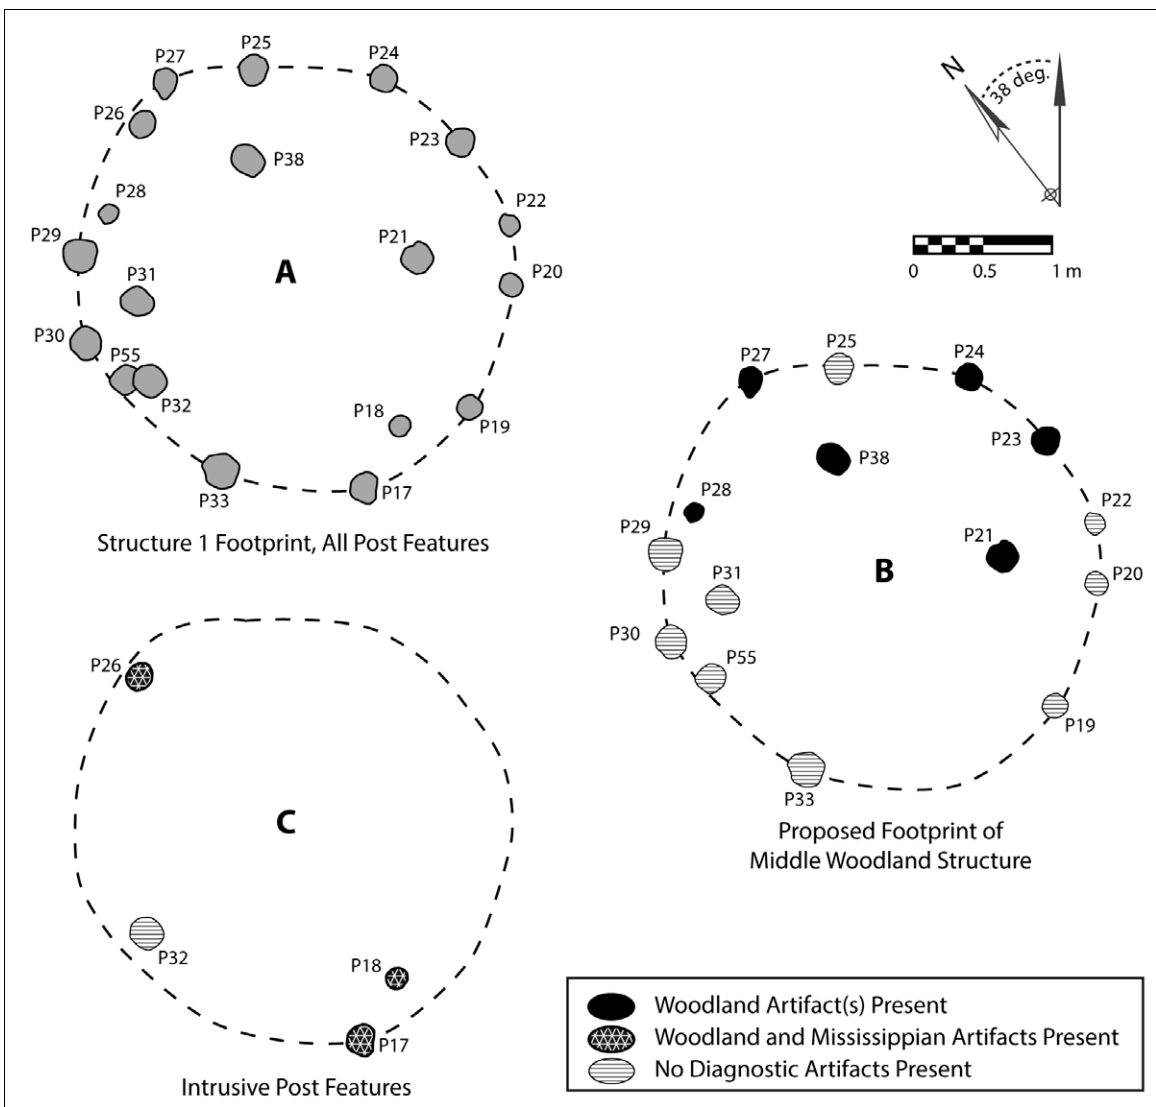 P25
P27
P24
P26
P23
P38
P28
P22
P29
P21
A
P31
P20
P30
P55
P32
P18
P19
P33
P17
Structure 1 Footprint, All Post Features
N
38 deg.
0 0.5 1 m
P27
P25
P24
P23
P38
P28
P22
P29
P21
B
P31
P20
P30
P55
P19
P33
Proposed Footprint of
Middle Woodland Structure
P26
C
P32
P18
P17
Intrusive Post Features
Woodland Artifact(s) Present
Woodland and Mississippian Artifacts Present
No Diagnostic Artifacts Present